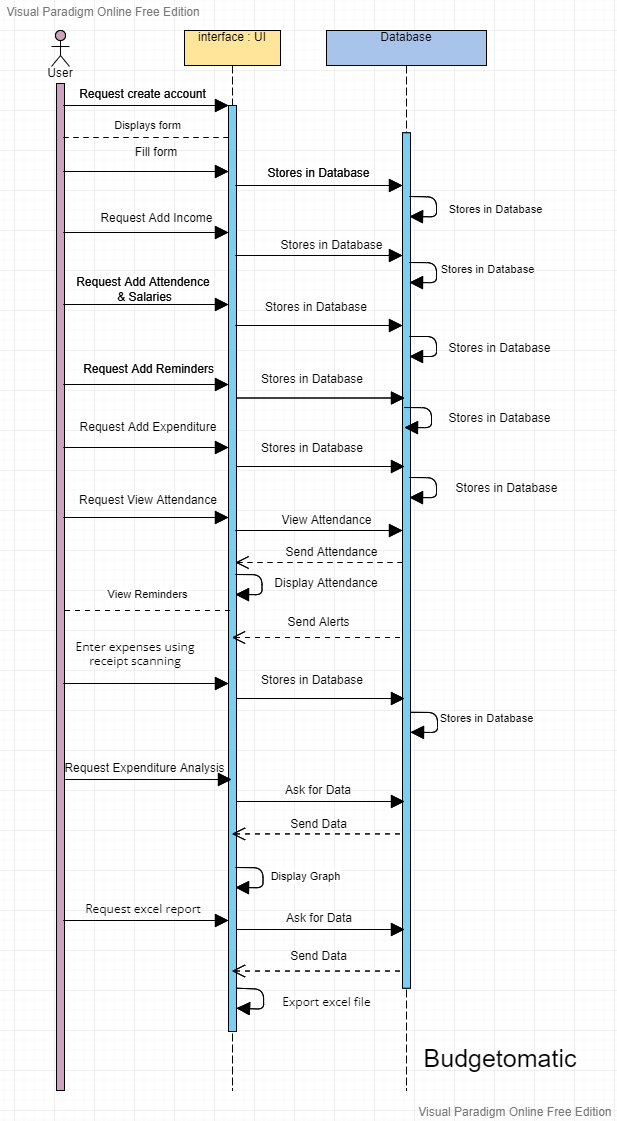 Visual Paradigm Online Free Edition
interface : UI
Database
User
Request create account
Displays form
Fill form
Stores in Database
Stores in Database
Request Add Income
Stores in Database
Stores in Database
Request Add Attendence
& Salaries
Stores in Database
Stores in Database
Request Add Reminders
Stores in Database
Stores in Database
Request Add Expenditure
Stores in Database
Stores in Database
Request View Attendance
View Attendance
Send Attendance
Display Attendance
View Reminders
Send Alerts
Enter expenses using
receipt scanning
Stores in Database
Stores in Database
Request Expenditure Analysis
Ask for Data
Send Data
Display Graph
Request excel report
Ask for Data
Send Data
Export excel file
Budgetomatic
Visual Paradigm Online Free Edition